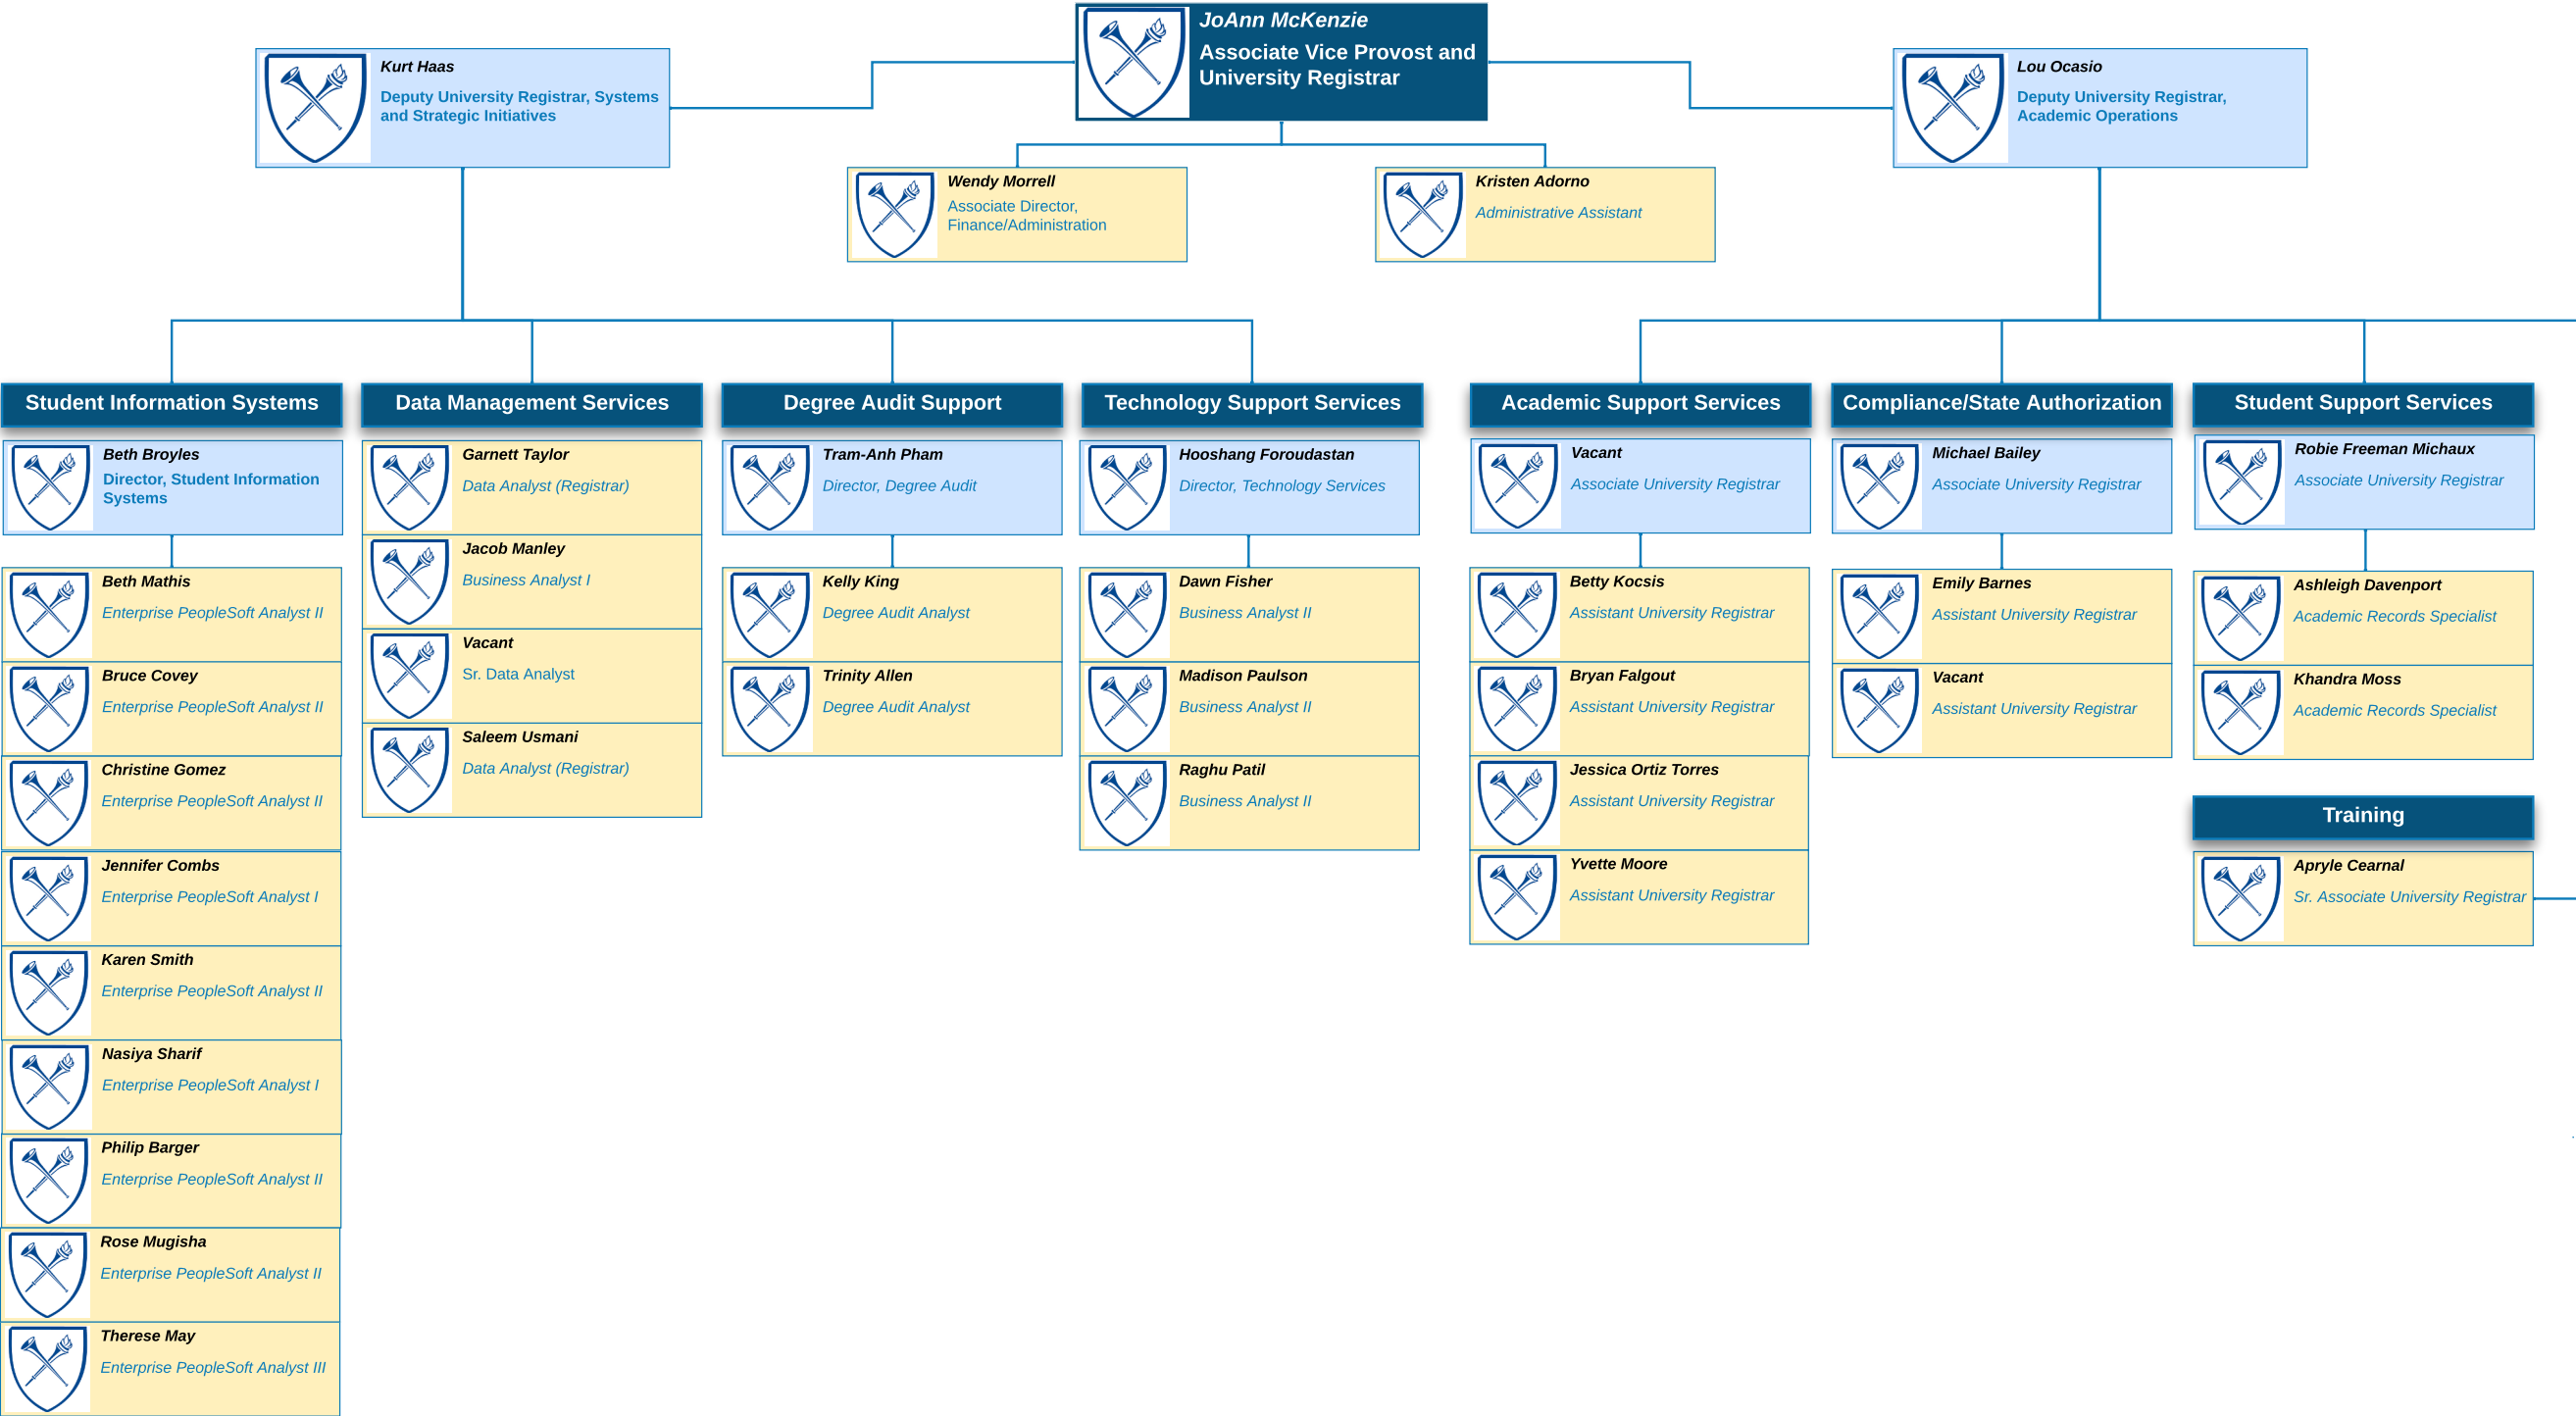 JoAnn McKenzie
Associate Vice Provost and
University Registrar
Kurt Haas
Deputy University Registrar, Systems
and Strategic Initiatives
Lou Ocasio
Deputy University Registrar,
Academic Operations
Wendy Morrell
Associate Director,
Finance/Administration
Kristen Adorno
Administrative Assistant
Student Information Systems
Beth Broyles
Director, Student Information
Systems
Beth Mathis
Enterprise PeopleSoft Analyst II
Bruce Covey
Enterprise PeopleSoft Analyst II
Christine Gomez
Enterprise PeopleSoft Analyst II
Jennifer Combs
Enterprise PeopleSoft Analyst I
Karen Smith
Enterprise PeopleSoft Analyst II
Nasiya Sharif
Enterprise PeopleSoft Analyst I
Philip Barger
Enterprise PeopleSoft Analyst II
Rose Mugisha
Enterprise PeopleSoft Analyst II
Therese May
Enterprise PeopleSoft Analyst III
Data Management Services
Garnett Taylor
Data Analyst (Registrar)
Jacob Manley
Business Analyst I
Vacant
Sr. Data Analyst
Saleem Usmani
Data Analyst (Registrar)
Degree Audit Support
Tram-Anh Pham
Director, Degree Audit
Kelly King
Degree Audit Analyst
Trinity Allen
Degree Audit Analyst
Technology Support Services
Hooshang Foroudastan
Director, Technology Services
Dawn Fisher
Business Analyst II
Madison Paulson
Business Analyst II
Raghu Patil
Business Analyst II
Academic Support Services
Vacant
Associate University Registrar
Betty Kocsis
Assistant University Registrar
Bryan Falgout
Assistant University Registrar
Jessica Ortiz Torres
Assistant University Registrar
Yvette Moore
Assistant University Registrar
Compliance/State Authorization
Michael Bailey
Associate University Registrar
Emily Barnes
Assistant University Registrar
Vacant
Assistant University Registrar
Student Support Services
Robie Freeman Michaux
Associate University Registrar
Ashleigh Davenport
Academic Records Specialist
Khandra Moss
Academic Records Specialist
Training
Apryle Cearnal
Sr. Associate University Registrar